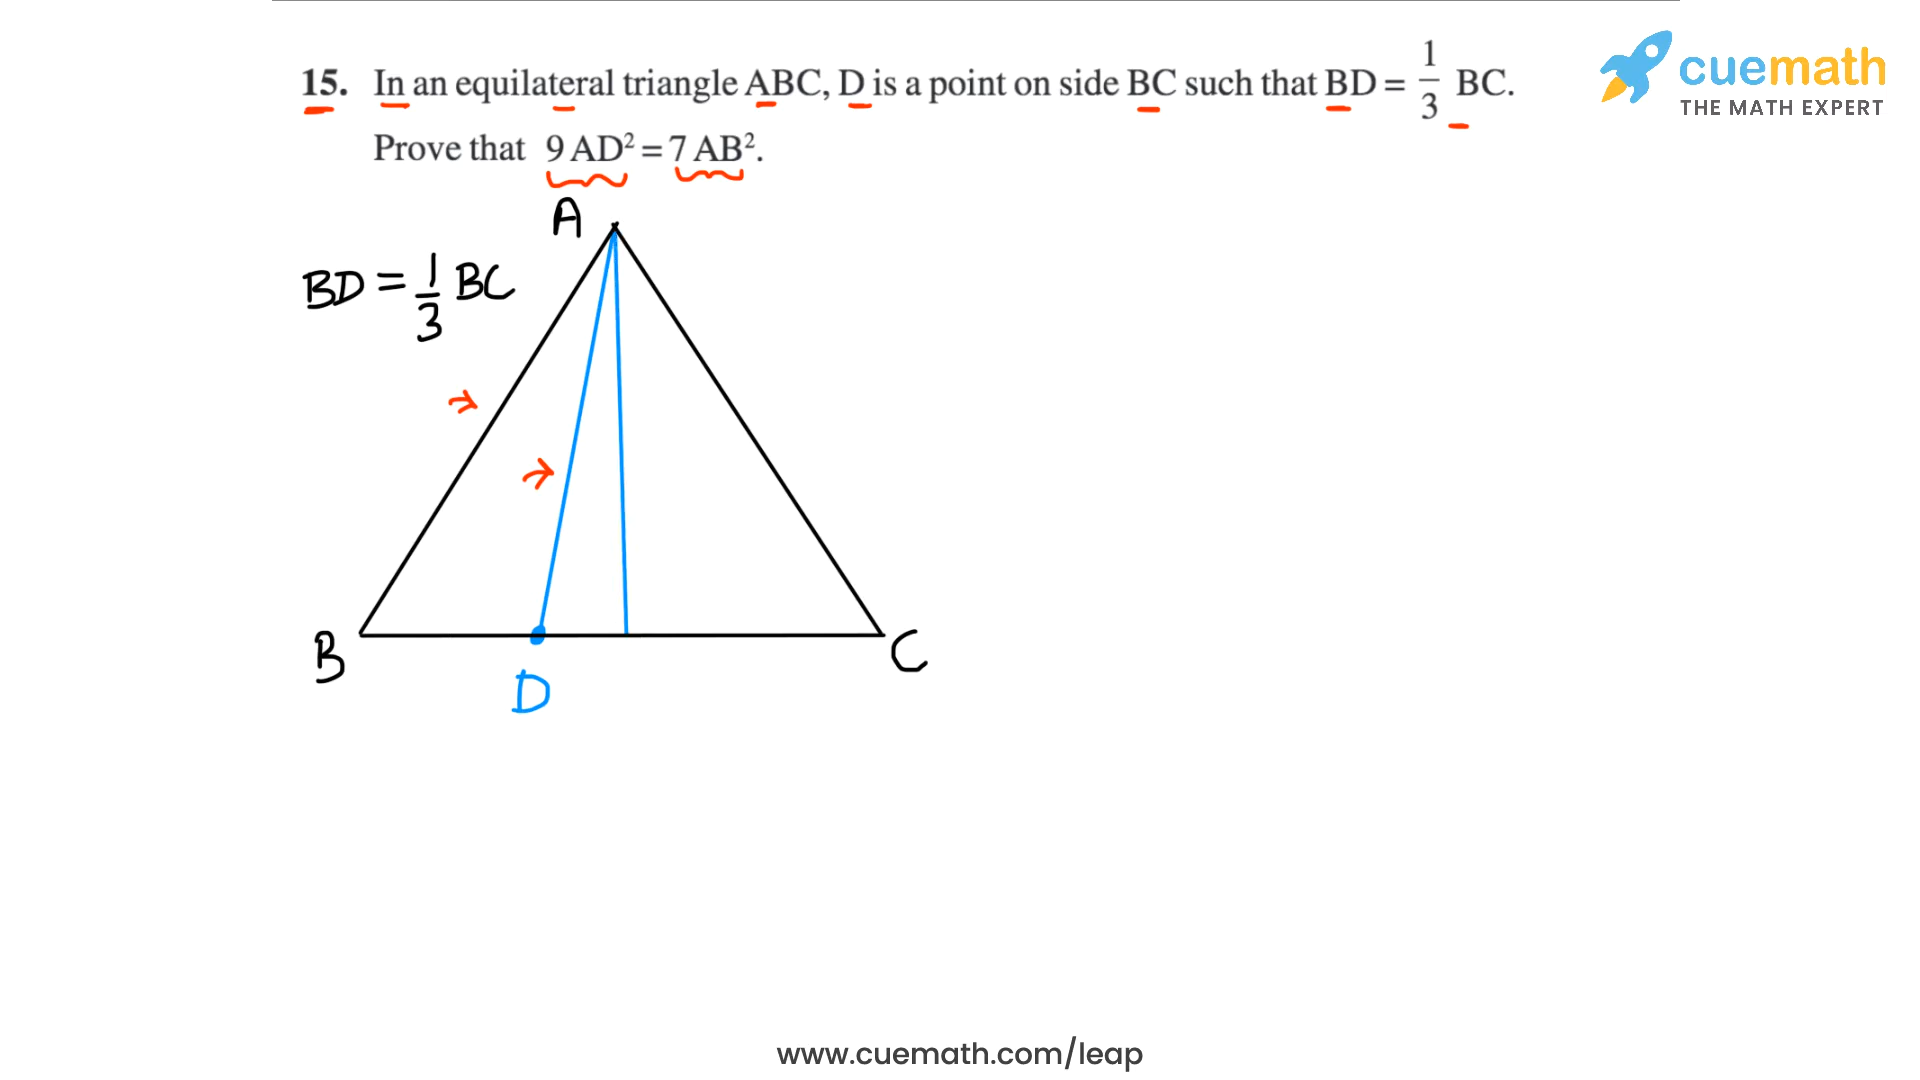 15. In an equilateral triangle ABC, D is a point on side BC such that BD = 1/3 BC.
Prove that 9 AD² = 7 AB².
cuemath
THE MATH EXPERT
A
BD = 1/3 BC
B
C
D
www.cuemath.com/leap